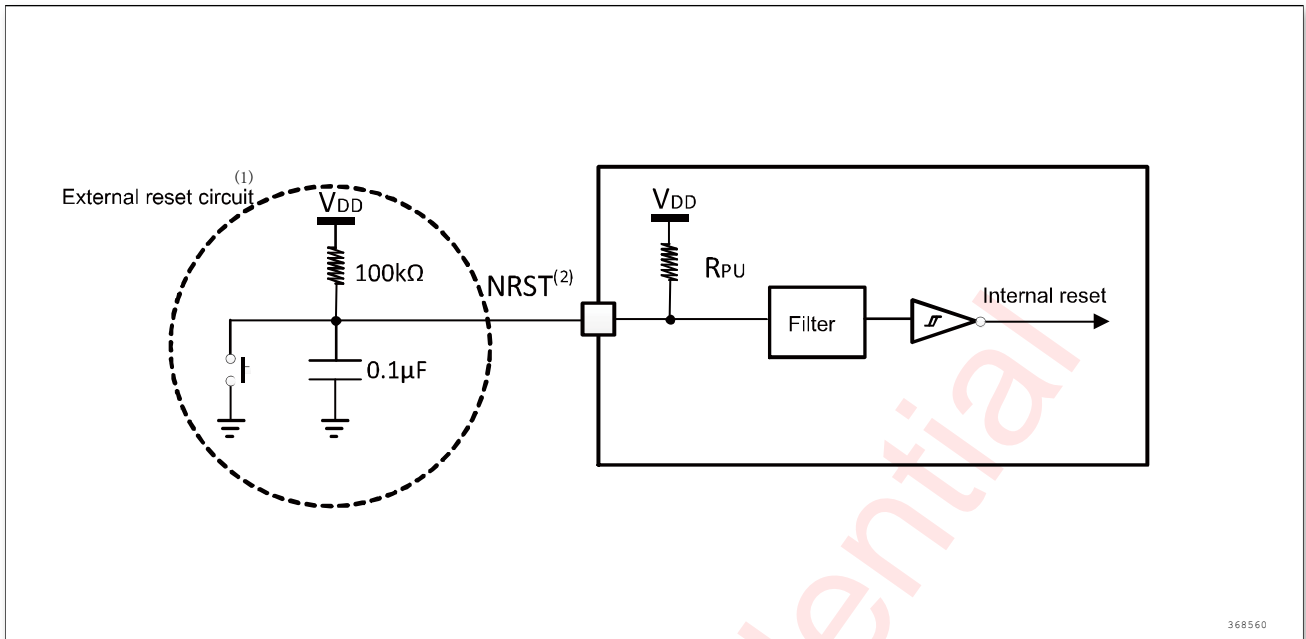 (1)
External reset circuit
VDD
100kΩ
0.1μF
NRST(2)
VDD
RPU
Filter
Internal reset
ential
368560